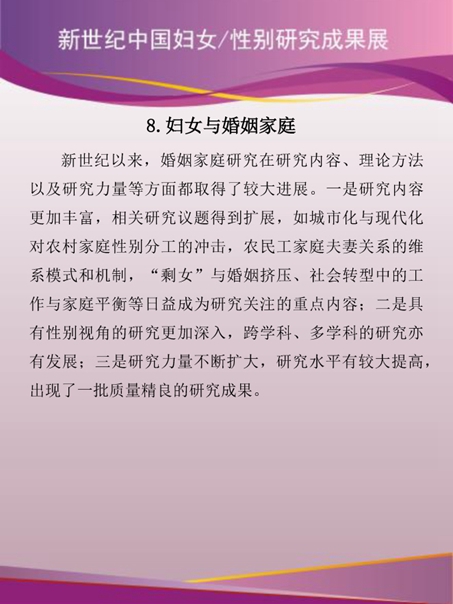 新世纪中国妇女/性别研究成果展
8.妇女与婚姻家庭
新世纪以来，婚姻家庭研究在研究内容、理论方法
以及研究力量等方面都取得了较大进展。一是研究内容
更加丰富，相关研究议题得到扩展，如城市化与现代化
对农村家庭性别分工的冲击，农民工家庭夫妻关系的维
系模式和机制，“剩女”与婚姻挤压、社会转型中的工
作与家庭平衡等日益成为研究关注的重点内容；二是具
有性别视角的研究更加深入，跨学科、多学科的研究亦
有发展；三是研究力量不断扩大，研究水平有较大提高，
出现了一批质量精良的研究成果。